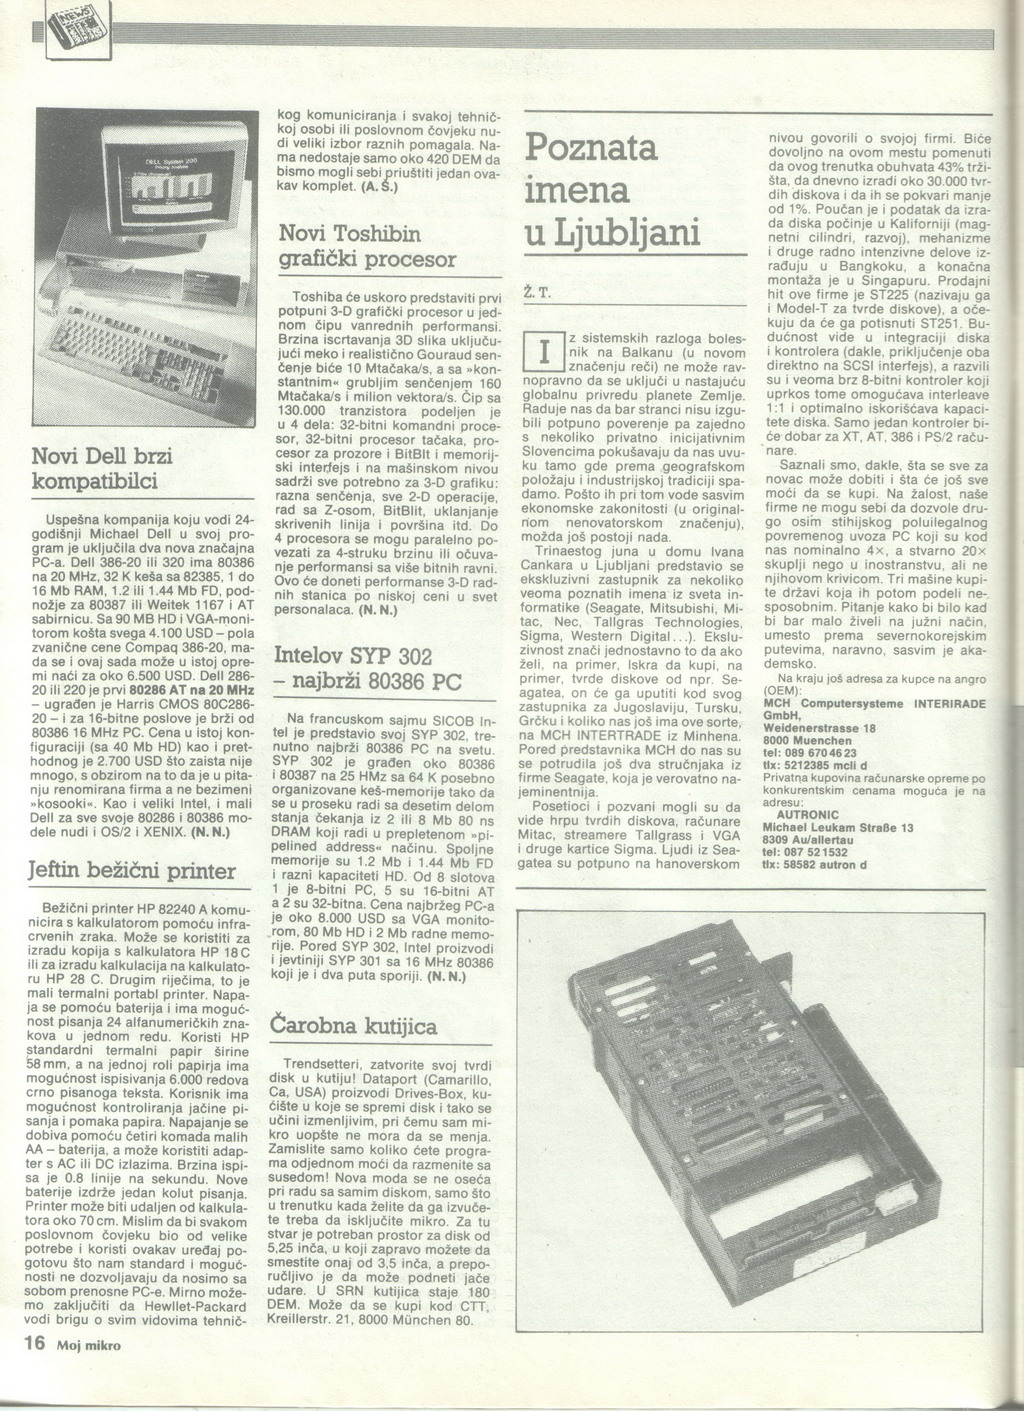 NEWS
DELL System 200
Novi Dell brzi
kompatibilci
Uspešna kompanija koju vodi 24-
godišnji Michael Dell u svoj pro-
gram je uključila dva nova značajna
PC-a. Dell 386-20 ili 320 ima 80386
na 20 MHz, 32 K keša sa 82385, 1 do
16 Mb RAM, 1.2 ili 1.44 Mb FD, pod-
nožje za 80387 ili Weitek 1167 i AT
sabirnicu. Sa 90 MB HD i VGA-moni-
torom košta svega 4.100 USD – pola
zvanične cene Compaq 386-20, ma-
da se i ovaj sada može u istoj opre-
mi naći za oko 6.500 USD. Dell 286-
20 ili 220 je prvi 80286 AT na 20 MHz
– ugrađen je Harris CMOS 80C286-
20 – i za 16-bitne poslove je brži od
80386 16 MHz PC. Cena u istoj kon-
figuraciji (sa 40 Mb HD) kao i pret-
hodnog je 2.700 USD što zaista nije
mnogo, s obzirom na to da je u pita-
nju renomirana firma a ne bezimeni
»kosooki«. Kao i veliki Intel, i mali
Dell za sve svoje 80286 i 80386 mo-
dele nudi i OS/2 i XENIX. (N. N.)
Jeftin bežični printer
Bežični printer HP 82240 A komu-
nicira s kalkulatorom pomoću infra-
crvenih zraka. Može se koristiti za
izradu kopija s kalkulatora HP 18 C
ili za izradu kalkulacija na kalkulato-
ru HP 28 C. Drugim riječima, to je
mali termalni portabl printer. Napa-
ja se pomoću baterija i ima moguć-
nost pisanja 24 alfanumeričkih zna-
kova u jednom redu. Koristi HP
standardni termalni papir širine
58 mm, a na jednoj roli papirja ima
mogućnost ispisivanja 6.000 redova
crno pisanoga teksta. Korisnik ima
mogućnost kontroliranja jačine pi-
sanja i pomaka papira. Napajanje se
dobiva pomoću četiri komada malih
AA – baterija, a može koristiti adap-
ter s AC ili DC izlazima. Brzina ispi-
sa je 0.8 linije na sekundu. Nove
baterije izdrže jedan kolut pisanja.
Printer može biti udaljen od kalkula-
tora oko 70 cm. Mislim da bi svakom
poslovnom čovjeku bio od velike
potrebe i koristi ovakav uređaj po-
gotovu što nam standard i moguć-
nosti ne dozvoljavaju da nosimo sa
sobom prenosne PC-e. Mirno može-
mo zaključiti da Hewllet-Packard
vodi brigu o svim vidovima tehnič-
kog komuniciranja i svakoj tehnič-
koj osobi ili poslovnom čovjeku nu-
di veliki izbor raznih pomagala. Na-
ma nedostaje samo oko 420 DEM da
bismo mogli sebi priuštiti jedan ova-
kav komplet. (A. Š.)
Novi Toshibin
grafički procesor
Toshiba će uskoro predstaviti prvi
potpuni 3-D grafički procesor u jed-
nom čipu vanrednih performansi.
Brzina iscrtavanja 3D slika uključu-
jući meko i realistično Gouraud sen-
čenje biće 10 Mtačaka/s, a sa »kon-
stantnim« grubljim senčenjem 160
Mtačaka/s i milion vektora/s. Čip sa
130.000 tranzistora podeljen je
u 4 dela: 32-bitni komandni proce-
sor, 32-bitni procesor tačaka, pro-
cesor za prozore i BitBlt i memorij-
ski interfejs i na mašinskom nivou
sadrži sve potrebno za 3-D grafiku:
razna senčenja, sve 2-D operacije,
rad sa Z-osom, BitBlit, uklanjanje
skrivenih linija i površina itd. Do
4 procesora se mogu paralelno po-
vezati za 4-struku brzinu ili očuva-
nje performansi sa više bitnih ravni.
Ovo će doneti performanse 3-D rad-
nih stanica po niskoj ceni u svet
personalaca. (N. N.)
Intelov SYP 302
– najbrži 80386 PC
Na francuskom sajmu SICOB In-
tel je predstavio svoj SYP 302, tre-
nutno najbrži 80386 PC na svetu.
SYP 302 je građen oko 80386
i 80387 na 25 HMz sa 64 K posebno
organizovane keš-memorije tako da
se u proseku radi sa desetim delom
stanja čekanja iz 2 ili 8 Mb 80 ns
DRAM koji radi u prepletenom »pi-
pelined address« načinu. Spoljne
memorije su 1.2 Mb i 1.44 Mb FD
i razni kapaciteti HD. Od 8 slotova
1 je 8-bitni PC, 5 su 16-bitni AT
a 2 su 32-bitna. Cena najbržeg PC-a
je oko 8.000 USD sa VGA monito-
rom, 80 Mb HD i 2 Mb radne memo-
rije. Pored SYP 302, Intel proizvodi
i jevtiniji SYP 301 sa 16 MHz 80386
koji je i dva puta sporiji. (N. N.)
Čarobna kutijica
Trendsetteri, zatvorite svoj tvrdi
disk u kutiju! Dataport (Camarillo,
Ca, USA) proizvodi Drives-Box, ku-
ćište u koje se spremi disk i tako se
učini izmenljivim, pri čemu sam mi-
kro uopšte ne mora da se menja.
Zamislite samo koliko ćete progra-
ma odjednom moći da razmenite sa
susedom! Nova moda se ne oseća
pri radu sa samim diskom, samo što
u trenutku kada želite da ga izvuče-
te treba da isključite mikro. Za tu
stvar je potreban prostor za disk od
5,25 inča, u koji zapravo možete da
smestite onaj od 3,5 inča, a prepo-
ručljivo je da može podneti jače
udare. U SRN kutijica staje 180
DEM. Može da se kupi kod CTT,
Kreillerstr. 21, 8000 München 80.
Poznata
imena
u Ljubljani
Ž. T.
Iz sistemskih razloga boles-
nik na Balkanu (u novom
značenju reči) ne može rav-
nopravno da se uključi u nastajuću
globalnu privredu planete Zemlje.
Raduje nas da bar stranci nisu izgu-
bili potpuno poverenje pa zajedno
s nekoliko privatno inicijativnim
Slovencima pokušavaju da nas uvu-
ku tamo gde prema geografskom
položaju i industrijskoj tradiciji spa-
damo. Pošto ih pri tom vode sasvim
ekonomske zakonitosti (u original-
nom nenovatorskom značenju),
možda još postoji nada.
Trinaestog juna u domu Ivana
Cankara u Ljubljani predstavio se
ekskluzivni zastupnik za nekoliko
veoma poznatih imena iz sveta in-
formatike (Seagate, Mitsubishi, Mi-
tac, Nec, Tallgras Technologies,
Sigma, Western Digital...). Eksklu-
zivnost znači jednostavno to da ako
želi, na primer, Iskra da kupi, na
primer, tvrde diskove od npr. Se-
agatea, on će ga uputiti kod svog
zastupnika za Jugoslaviju, Tursku,
Grčku i koliko nas još ima ove sorte,
na MCH INTERTRADE iz Minhena.
Pored predstavnika MCH do nas su
se potrudila još dva stručnjaka iz
firme Seagate, koja je verovatno na-
jeminentnija.
Posetioci i pozvani mogli su da
vide hrpu tvrdih diskova, računare
Mitac, streamere Tallgrass i VGA
i druge kartice Sigma. Ljudi iz Sea-
gatea su potpuno na hanoverskom
nivou govorili o svojoj firmi. Biće
dovoljno na ovom mestu pomenuti
da ovog trenutka obuhvata 43% trži-
šta, da dnevno izradi oko 30.000 tvr-
dih diskova i da ih se pokvari manje
od 1%. Poučan je i podatak da izra-
da diska počinje u Kaliforniji (mag-
netni cilindri, razvoj), mehanizme
i druge radno intenzivne delove iz-
rađuju u Bangkoku, a konačna
montaža je u Singapuru. Prodajni
hit ove firme je ST225 (nazivaju ga
i Model-T za tvrde diskove), a oče-
kuju da će ga potisnuti ST251. Bu-
dućnost vide u integraciji diska
i kontrolera (dakle, priključenje oba
direktno na SCSI interfejs), a razvili
su i veoma brz 8-bitni kontroler koji
uprkos tome omogućava interleave
1:1 i optimalno iskorišćava kapaci-
tete diska. Samo jedan kontroler bi-
će dobar za XT, AT, 386 i PS/2 raču-
nare.
Saznali smo, dakle, šta se sve za
novac može dobiti i šta će još sve
moći da se kupi. Na žalost, naše
firme ne mogu sebi da dozvole dru-
go osim stihijskog poluilegalnog
povremenog uvoza PC koji su kod
nas nominalno 4x, a stvarno 20x
skuplji nego u inostranstvu, ali ne
njihovom krivicom. Tri mašine kupi-
te državi koja ih potom podeli ne-
sposobnim. Pitanje kako bi bilo kad
bi bar malo živeli na južni način,
umesto prema severnokorejskim
putevima, naravno, sasvim je aka-
demsko.
Na kraju još adresa za kupce na angro
(OEM):
MCH Computersysteme INTERIRADE
GmbH,
Weidenerstrasse 18
8000 Muenchen
tel: 089 670 46 23
tlx: 5212385 mcli d
Privatna kupovina računarske opreme po
konkurentskim cenama moguća je na
adresu:
AUTRONIC
Michael Leukam Straße 13
8309 Au/allertau
tel: 087 52 1532
tlx: 58582 autron d
16 Moj mikro